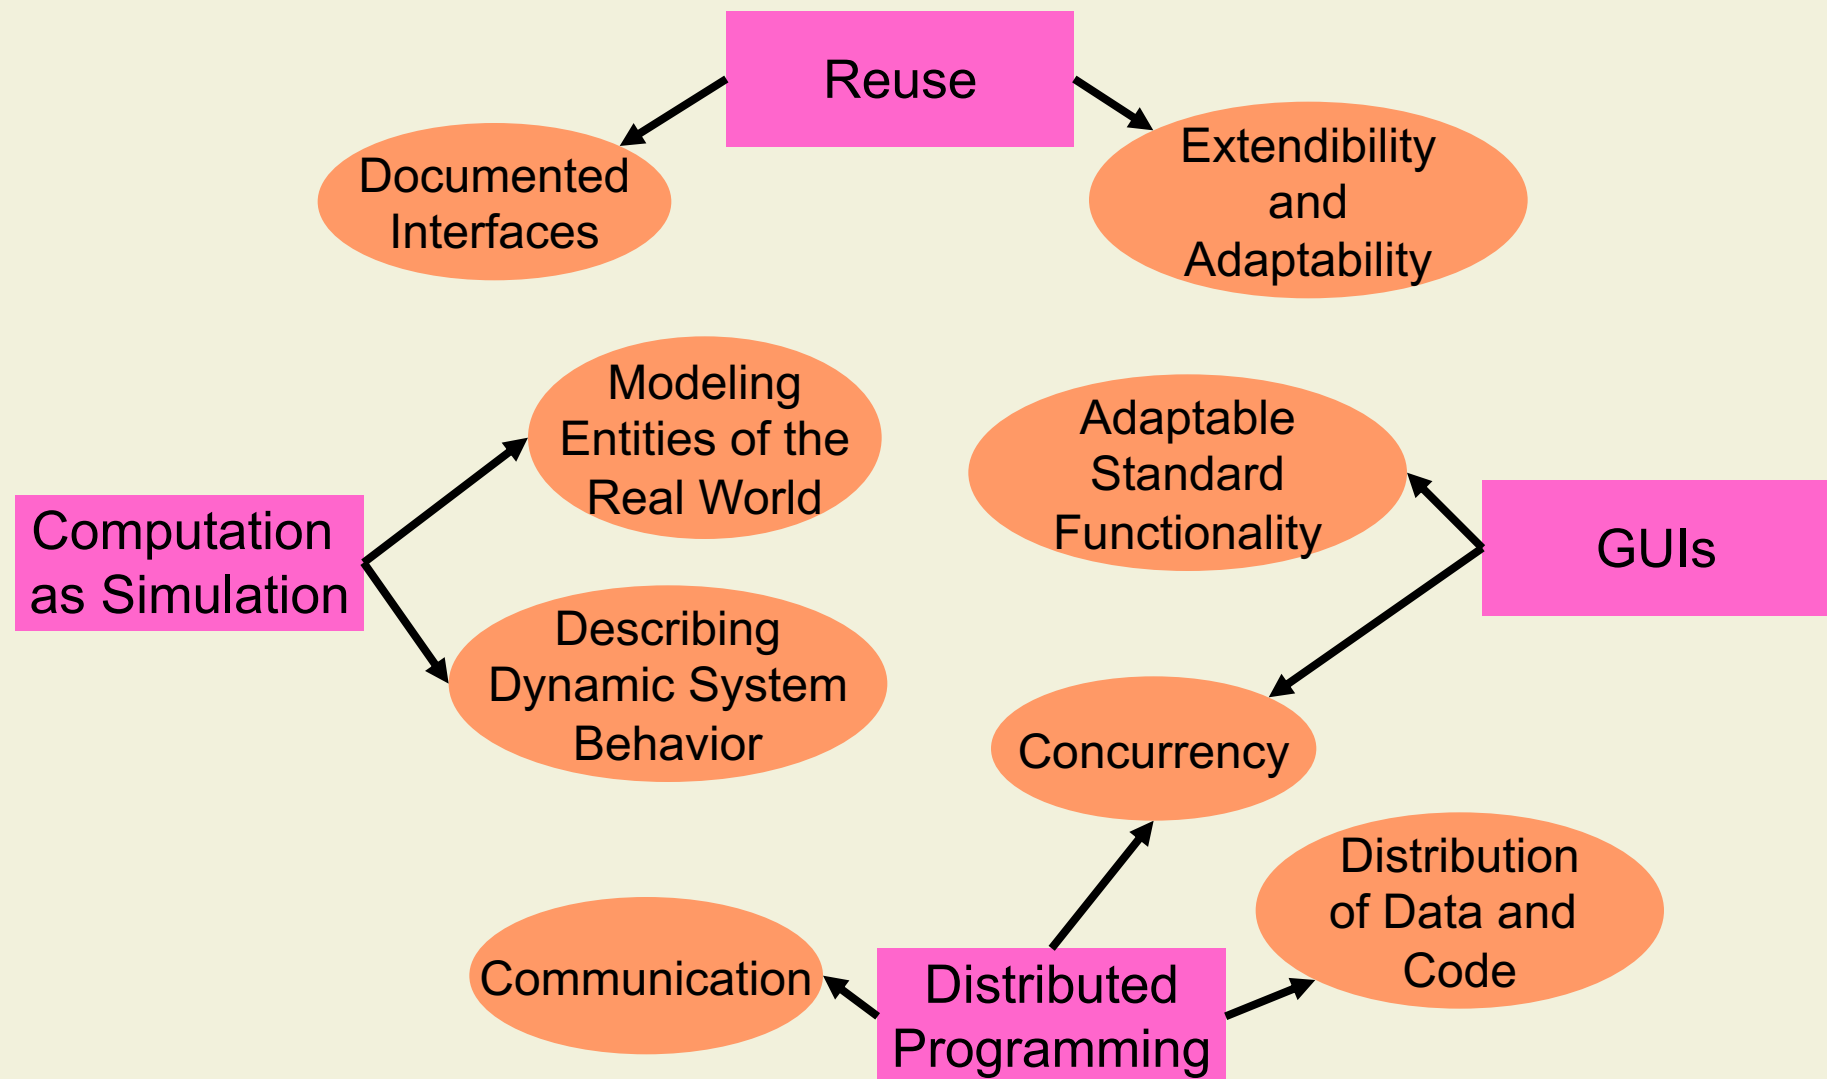 Reuse
Documented
Interfaces
Extendibility
and
Adaptability
Modeling
Entities of the
Real World
Adaptable
Standard
Functionality
Computation
as Simulation
GUIs
Describing
Dynamic System
Behavior
Concurrency
Distribution
of Data and
Code
Communication
Distributed
Programming